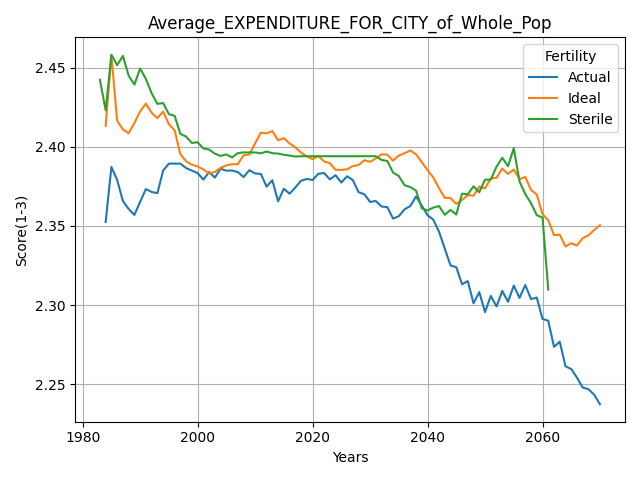 Average_EXPENDITURE_FOR_CITY_of_Whole_Pop
Fertility
Actual
Ideal
Sterile
Score(1-3)
2.45
2.40
2.35
2.30
2.25
1980
2000
2020
2040
2060
Years